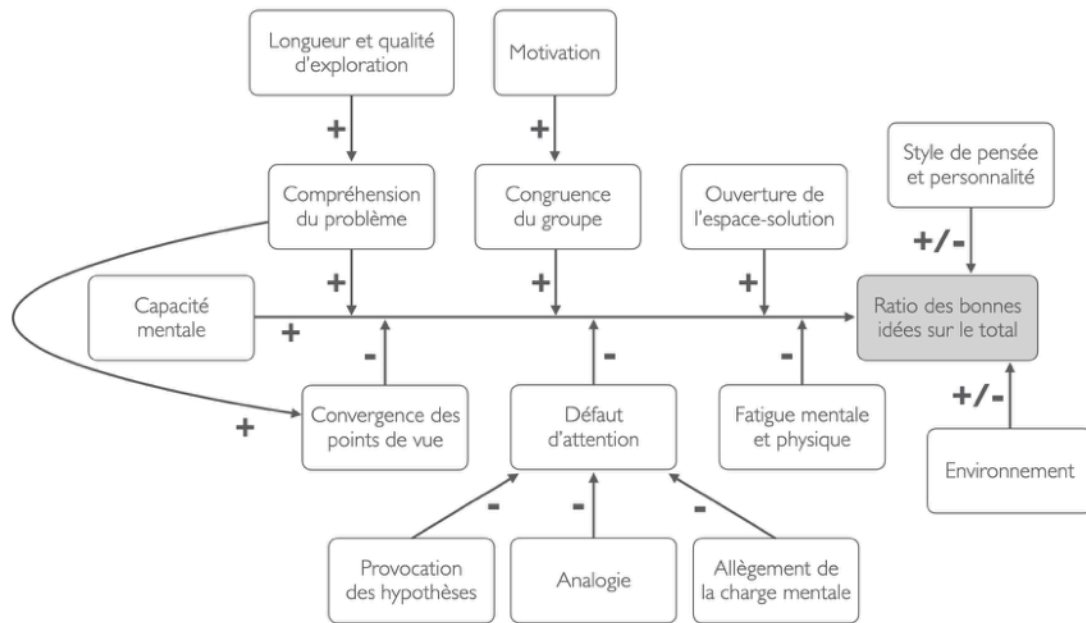 Longueur et qualité
d'exploration
Motivation
+
+
Style de pensée
et personnalité
Compréhension
du problème
Congruence
du groupe
Ouverture de
l'espace-solution
+/-
+
+
+
Capacité
mentale
+
Ratio des bonnes
idées sur le total
-
-
-
+/-
+
Convergence des
points de vue
Défaut
d'attention
Fatigue mentale
et physique
Environnement
-
-
-
Provocation
des hypothèses
Analogie
Allègement de
la charge mentale